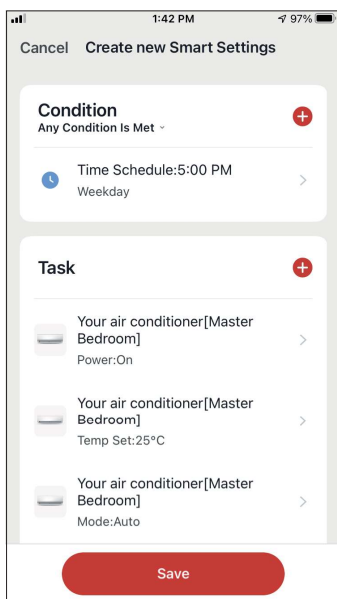 1:42 PM
97%
Cancel
Create new Smart Settings
Condition
Any Condition Is Met
Time Schedule:5:00 PM
Weekday
Task
Your air conditioner[Master
Bedroom]
Power:On
Your air conditioner[Master
Bedroom]
Temp Set:25°C
Your air conditioner[Master
Bedroom]
Mode:Auto
Save